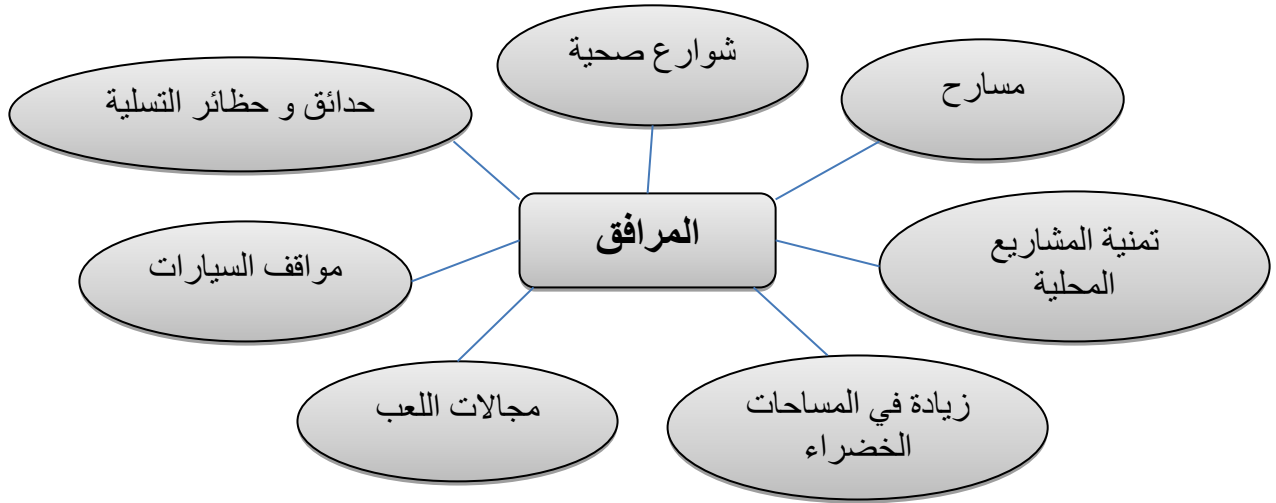 شوارع صحية
مسارح
حدائق و حظائر التسلية
المرافق
تمنية المشاريع
المحلية
مواقف السيارات
زيادة في المساحات
الخضراء
مجالات اللعب